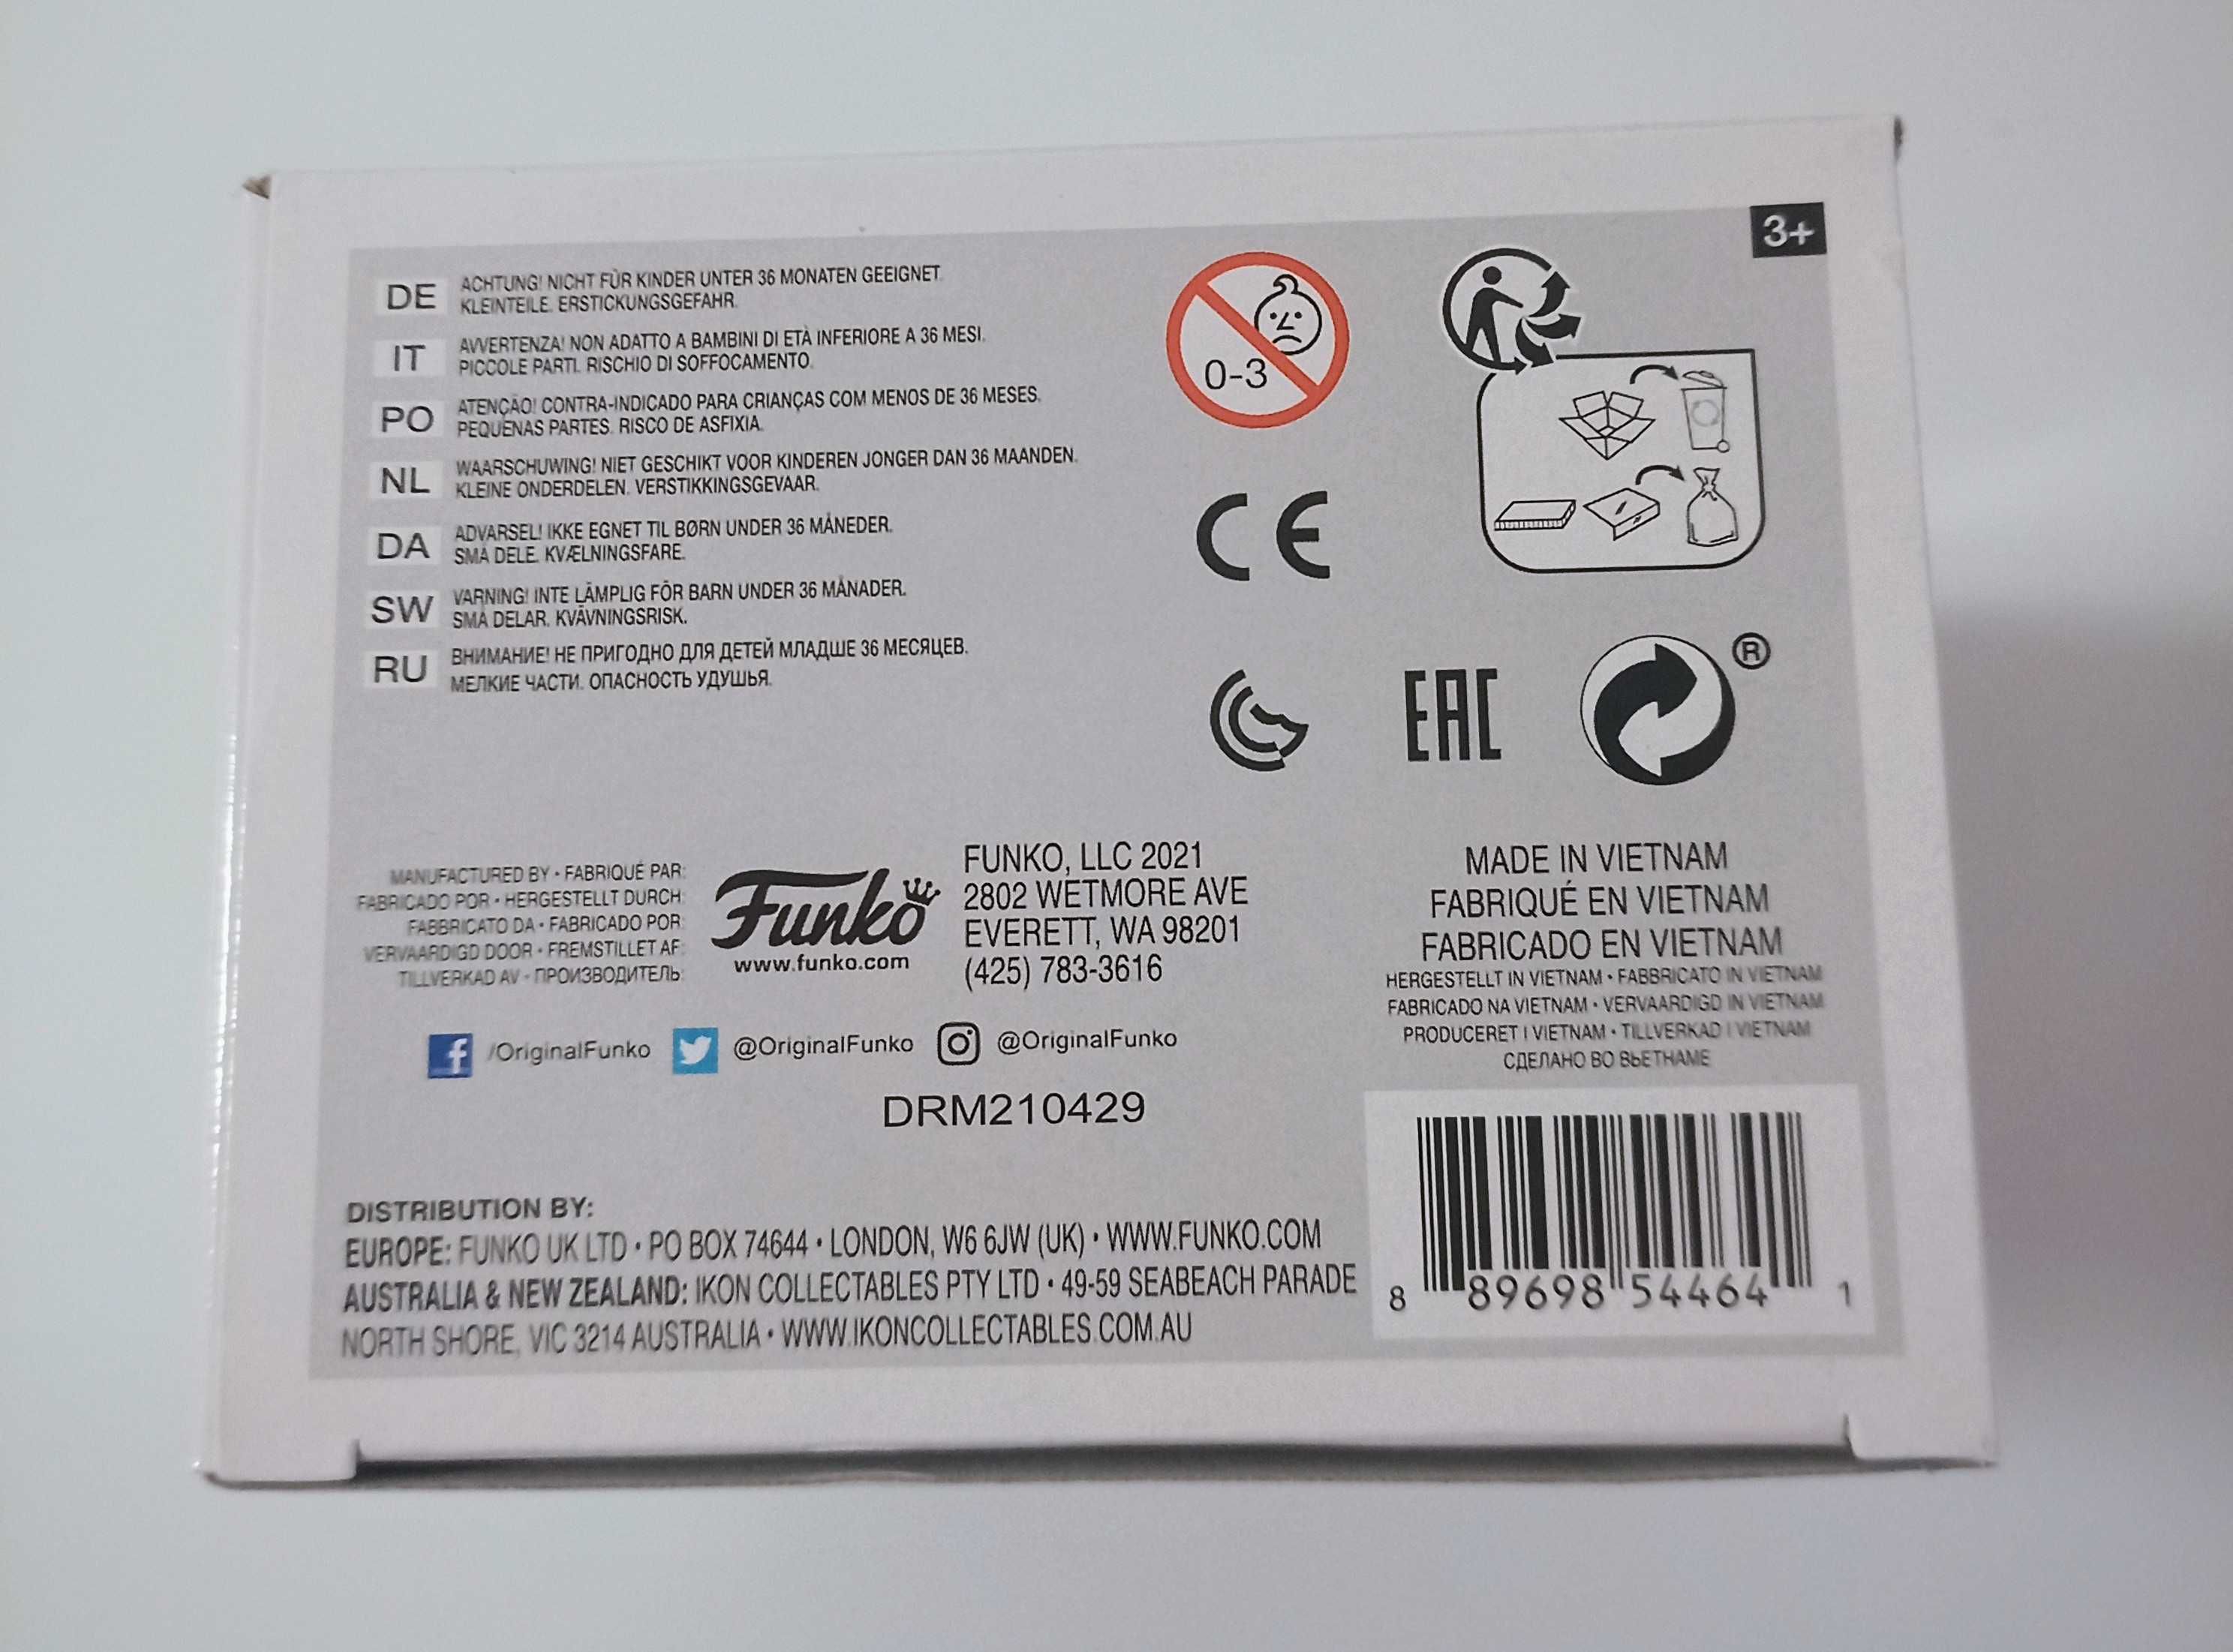 3+
DE ACHTUNG! NICHT FÜR KINDER UNTER 36 MONATEN GEEIGNET.
KLEINTEILE. ERSTICKUNGSGEFAHR.
IT AVVERTENZA! NON ADATTO A BAMBINI DI ETÀ INFERIORE A 36 MESI.
PICCOLE PARTI. RISCHIO DI SOFFOCAMENTO.
PO ATENÇÃO! CONTRA-INDICADO PARA CRIANÇAS COM MENOS DE 36 MESES.
PEQUENAS PARTES. RISCO DE ASFIXIA.
NL WAARSCHUWING! NIET GESCHIKT VOOR KINDEREN JONGER DAN 36 MAANDEN.
KLEINE ONDERDELEN. VERSTIKKINGSGEVAAR.
DA ADVARSEL! IKKE EGNET TIL BØRN UNDER 36 MÅNEDER.
SMÅ DELE. KVÆLNINGSFARE.
SW VARNING! INTE LÄMPLIG FÖR BARN UNDER 36 MÅNADER.
SMÅ DELAR. KVÄVNINGSRISK.
RU ВНИМАНИЕ! НЕ ПРИГОДНО ДЛЯ ДЕТЕЙ МЛАДШЕ 36 МЕСЯЦЕВ.
МЕЛКИЕ ЧАСТИ. ОПАСНОСТЬ УДУШЬЯ.
0-3
CE
EAC
®
MANUFACTURED BY • FABRIQUÉ PAR:
FABRICADO POR • HERGESTELLT DURCH:
FABBRICATO DA • FABRICADO POR:
VERVAARDIGD DOOR • FREMSTILLET AF:
TILLVERKAD AV • ПРОИЗВОДИТЕЛЬ:
Funko
www.funko.com
FUNKO, LLC 2021
2802 WETMORE AVE
EVERETT, WA 98201
(425) 783-3616
MADE IN VIETNAM
FABRIQUÉ EN VIETNAM
FABRICADO EN VIETNAM
HERGESTELLT IN VIETNAM • FABBRICATO IN VIETNAM
FABRICADO NA VIETNAM • VERVAARDIGD IN VIETNAM
PRODUCERET I VIETNAM • TILLVERKAD I VIETNAM
СДЕЛАНО ВО ВЬЕТНАМЕ
f /OriginalFunko @OriginalFunko @OriginalFunko
DRM210429
DISTRIBUTION BY:
EUROPE: FUNKO UK LTD • PO BOX 74644 • LONDON, W6 6JW (UK) • WWW.FUNKO.COM
AUSTRALIA & NEW ZEALAND: IKON COLLECTABLES PTY LTD • 49-59 SEABEACH PARADE
NORTH SHORE, VIC 3214 AUSTRALIA • WWW.IKONCOLLECTABLES.COM.AU
8 89698 54464 1